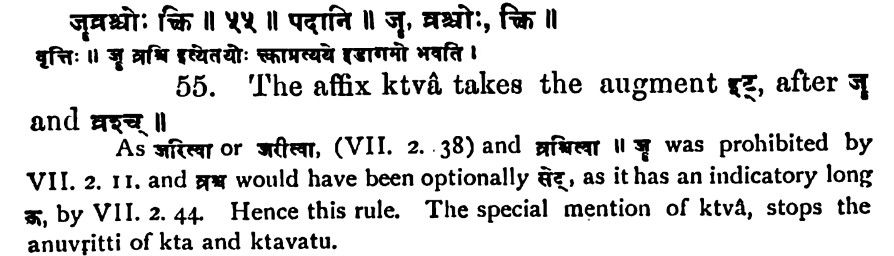 जॄव्रश्च्योः क्त्वि ॥ ५५ ॥ पदानि ॥ जॄ, व्रश्च्योः, क्त्वि ॥
वृत्तिः ॥ जॄ व्रश्चि इत्येतयोः क्त्वाप्रत्यये इडागमो भवति ।
55. The affix ktvâ takes the augment इट्, after जॄ
and व्रश्च् ॥
As जरित्वा or जरीत्वा, (VII. 2. 38) and व्रश्चित्वा ॥ जॄ was prohibited by
VII. 2. 11. and व्रश्च would have been optionally सेट्, as it has an indicatory long
ऊ, by VII. 2. 44. Hence this rule. The special mention of ktvâ, stops the
anuvṛitti of kta and ktavatu.